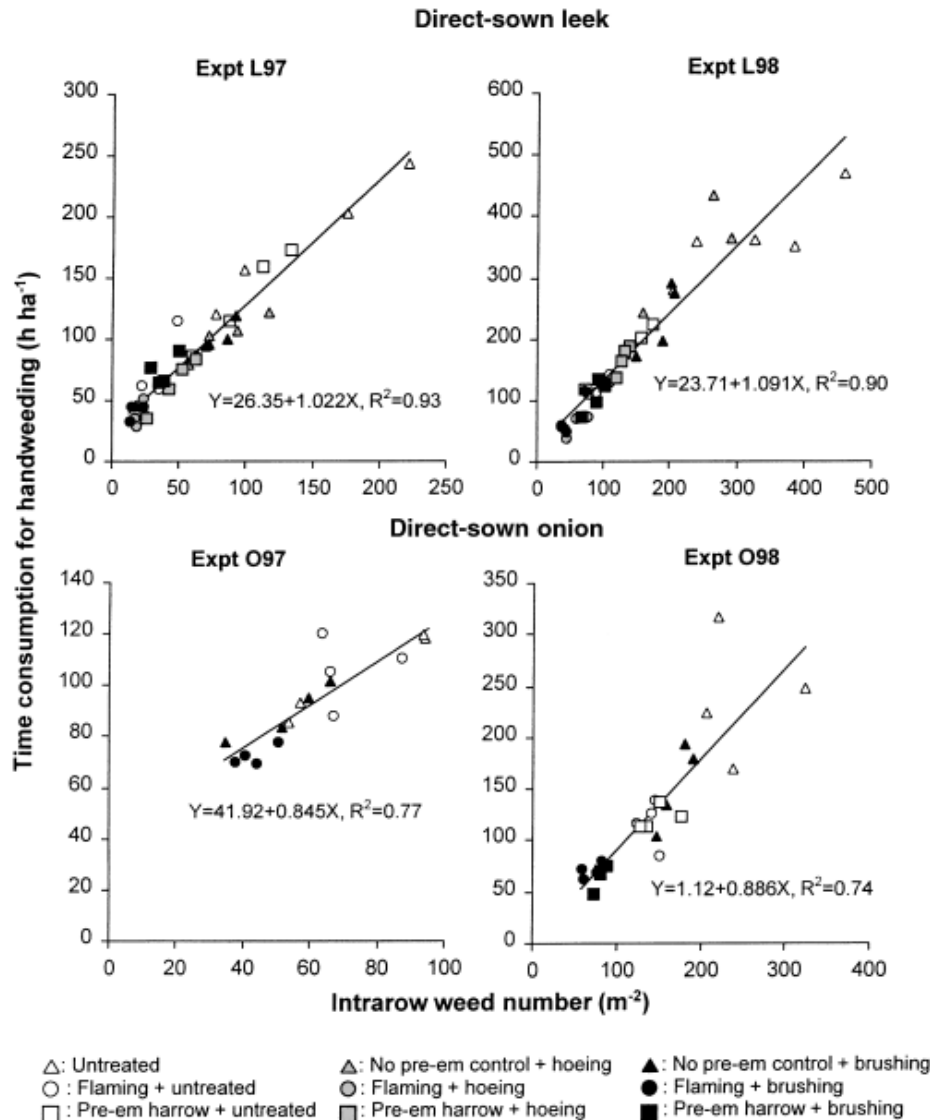 Direct-sown leek
Expt L97
Expt L98
300
250
200
150
100
50
0
0 50 100 150 200 250
Y=26.35+1.022X, R²=0.93
600
500
400
300
200
100
0
0 100 200 300 400 500
Y=23.71+1.091X, R²=0.90
Time consumption for handweeding (h ha⁻¹)
Direct-sown onion
Expt O97
Expt O98
140
120
100
80
60
40
20
0
0 20 40 60 80 100
Y=41.92+0.845X, R²=0.77
350
300
250
200
150
100
50
0
0 100 200 300 400
Y=1.12+0.886X, R²=0.74
Intrarow weed number (m⁻²)
: Untreated
: No pre-em control + hoeing
: No pre-em control + brushing
: Flaming + untreated
: Flaming + hoeing
: Flaming + brushing
: Pre-em harrow + untreated
: Pre-em harrow + hoeing
: Pre-em harrow + brushing